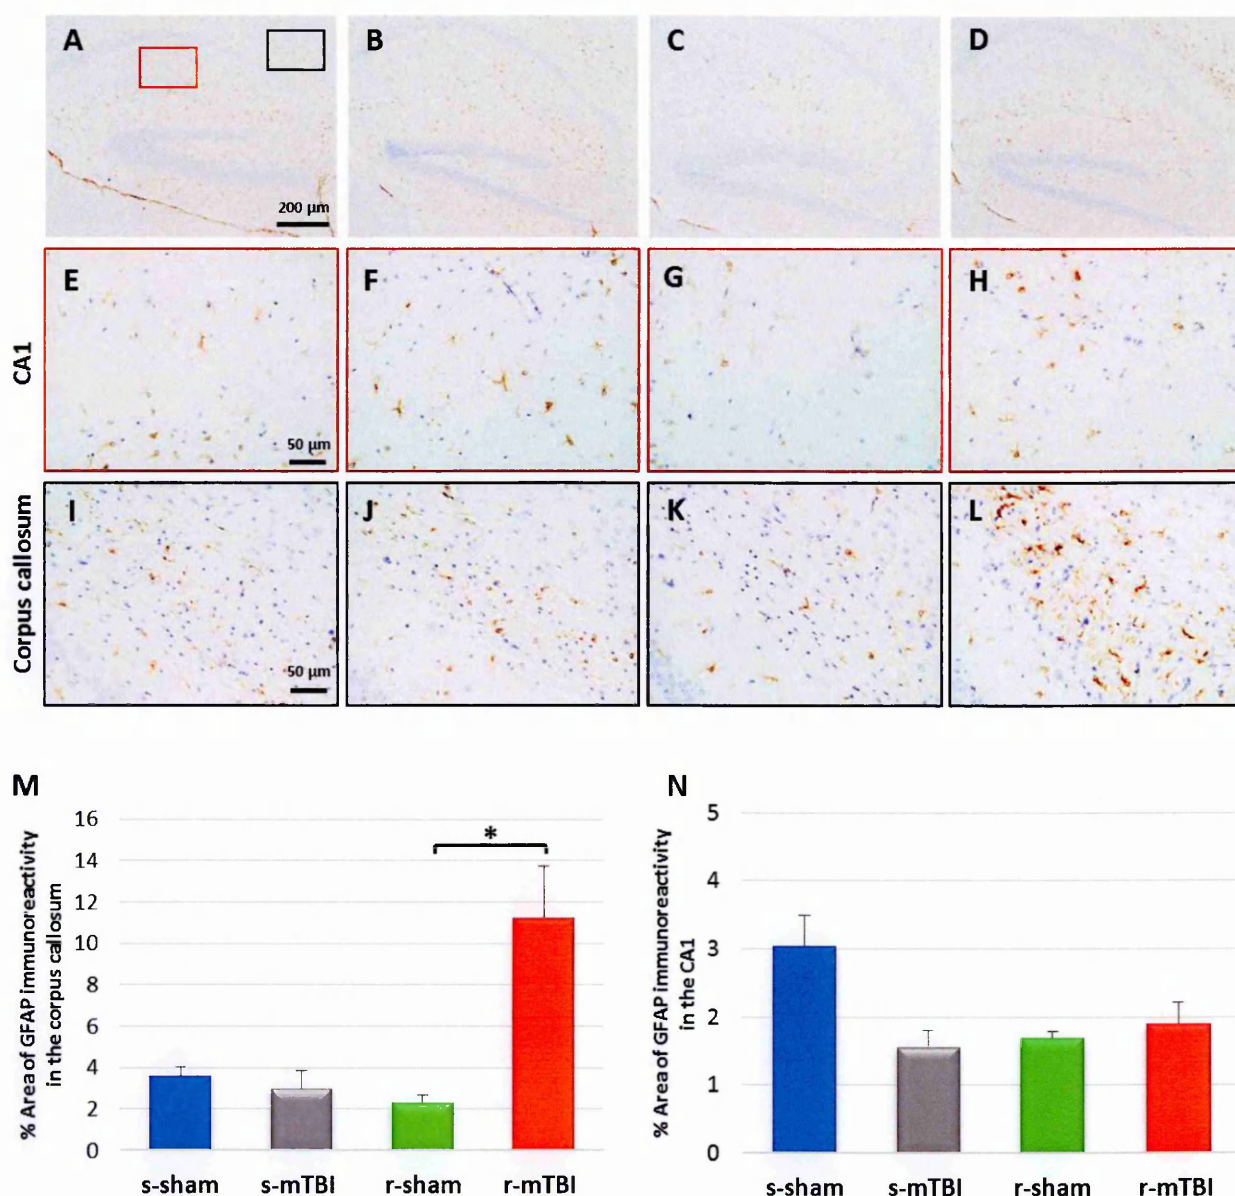 A
B
C
D
200 µm
CA1
E
F
G
H
50 µm
Corpus callosum
I
J
K
L
50 µm
M
% Area of GFAP immunoreactivity
in the corpus callosum
16
14
12
10
8
6
4
2
0
*
s-sham s-mTBI r-sham r-mTBI
N
% Area of GFAP immunoreactivity
in the CA1
5
4
3
2
1
0
s-sham s-mTBI r-sham r-mTBI